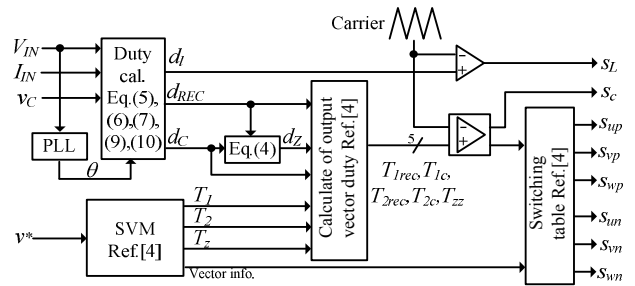 Carrier
V_IN
I_IN
v_C
Duty
cal.
Eq.(5),
(6),(7),
(9),(10)
PLL
θ
d_I
d_REC
d_C
Eq.(4)
d_Z
Calculate of output
vector duty Ref.[4]
5
T_1rec,T_1c,
T_2rec,T_2c,T_zz
-
+
-
+
s_L
s_c
Switching
table Ref.[4]
s_up
s_vp
s_wp
s_un
s_vn
s_wn
v*
SVM
Ref.[4]
T_1
T_2
T_z
Vector info.